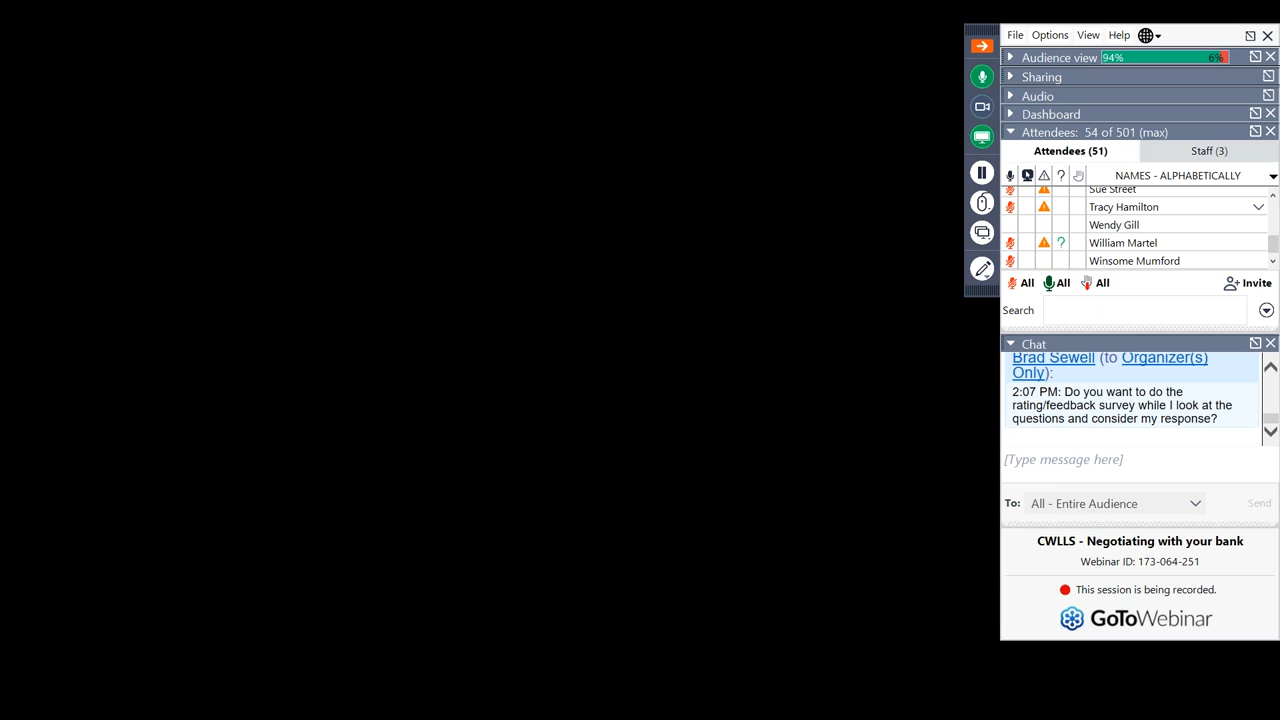 File Options View Help
Audience view 94% 6%
Sharing
Audio
Dashboard
Attendees: 54 of 501 (max)
Attendees (51) Staff (3)
? NAMES - ALPHABETICALLY
Sue Street
Tracy Hamilton
Wendy Gill
? William Martel
Winsome Mumford
All All All Invite
Search
Chat
Brad Sewell (to Organizer(s)
Only):
2:07 PM: Do you want to do the
rating/feedback survey while I look at the
questions and consider my response?
[Type message here]
To: All - Entire Audience Send
CWLLS - Negotiating with your bank
Webinar ID: 173-064-251
This session is being recorded.
GoToWebinar